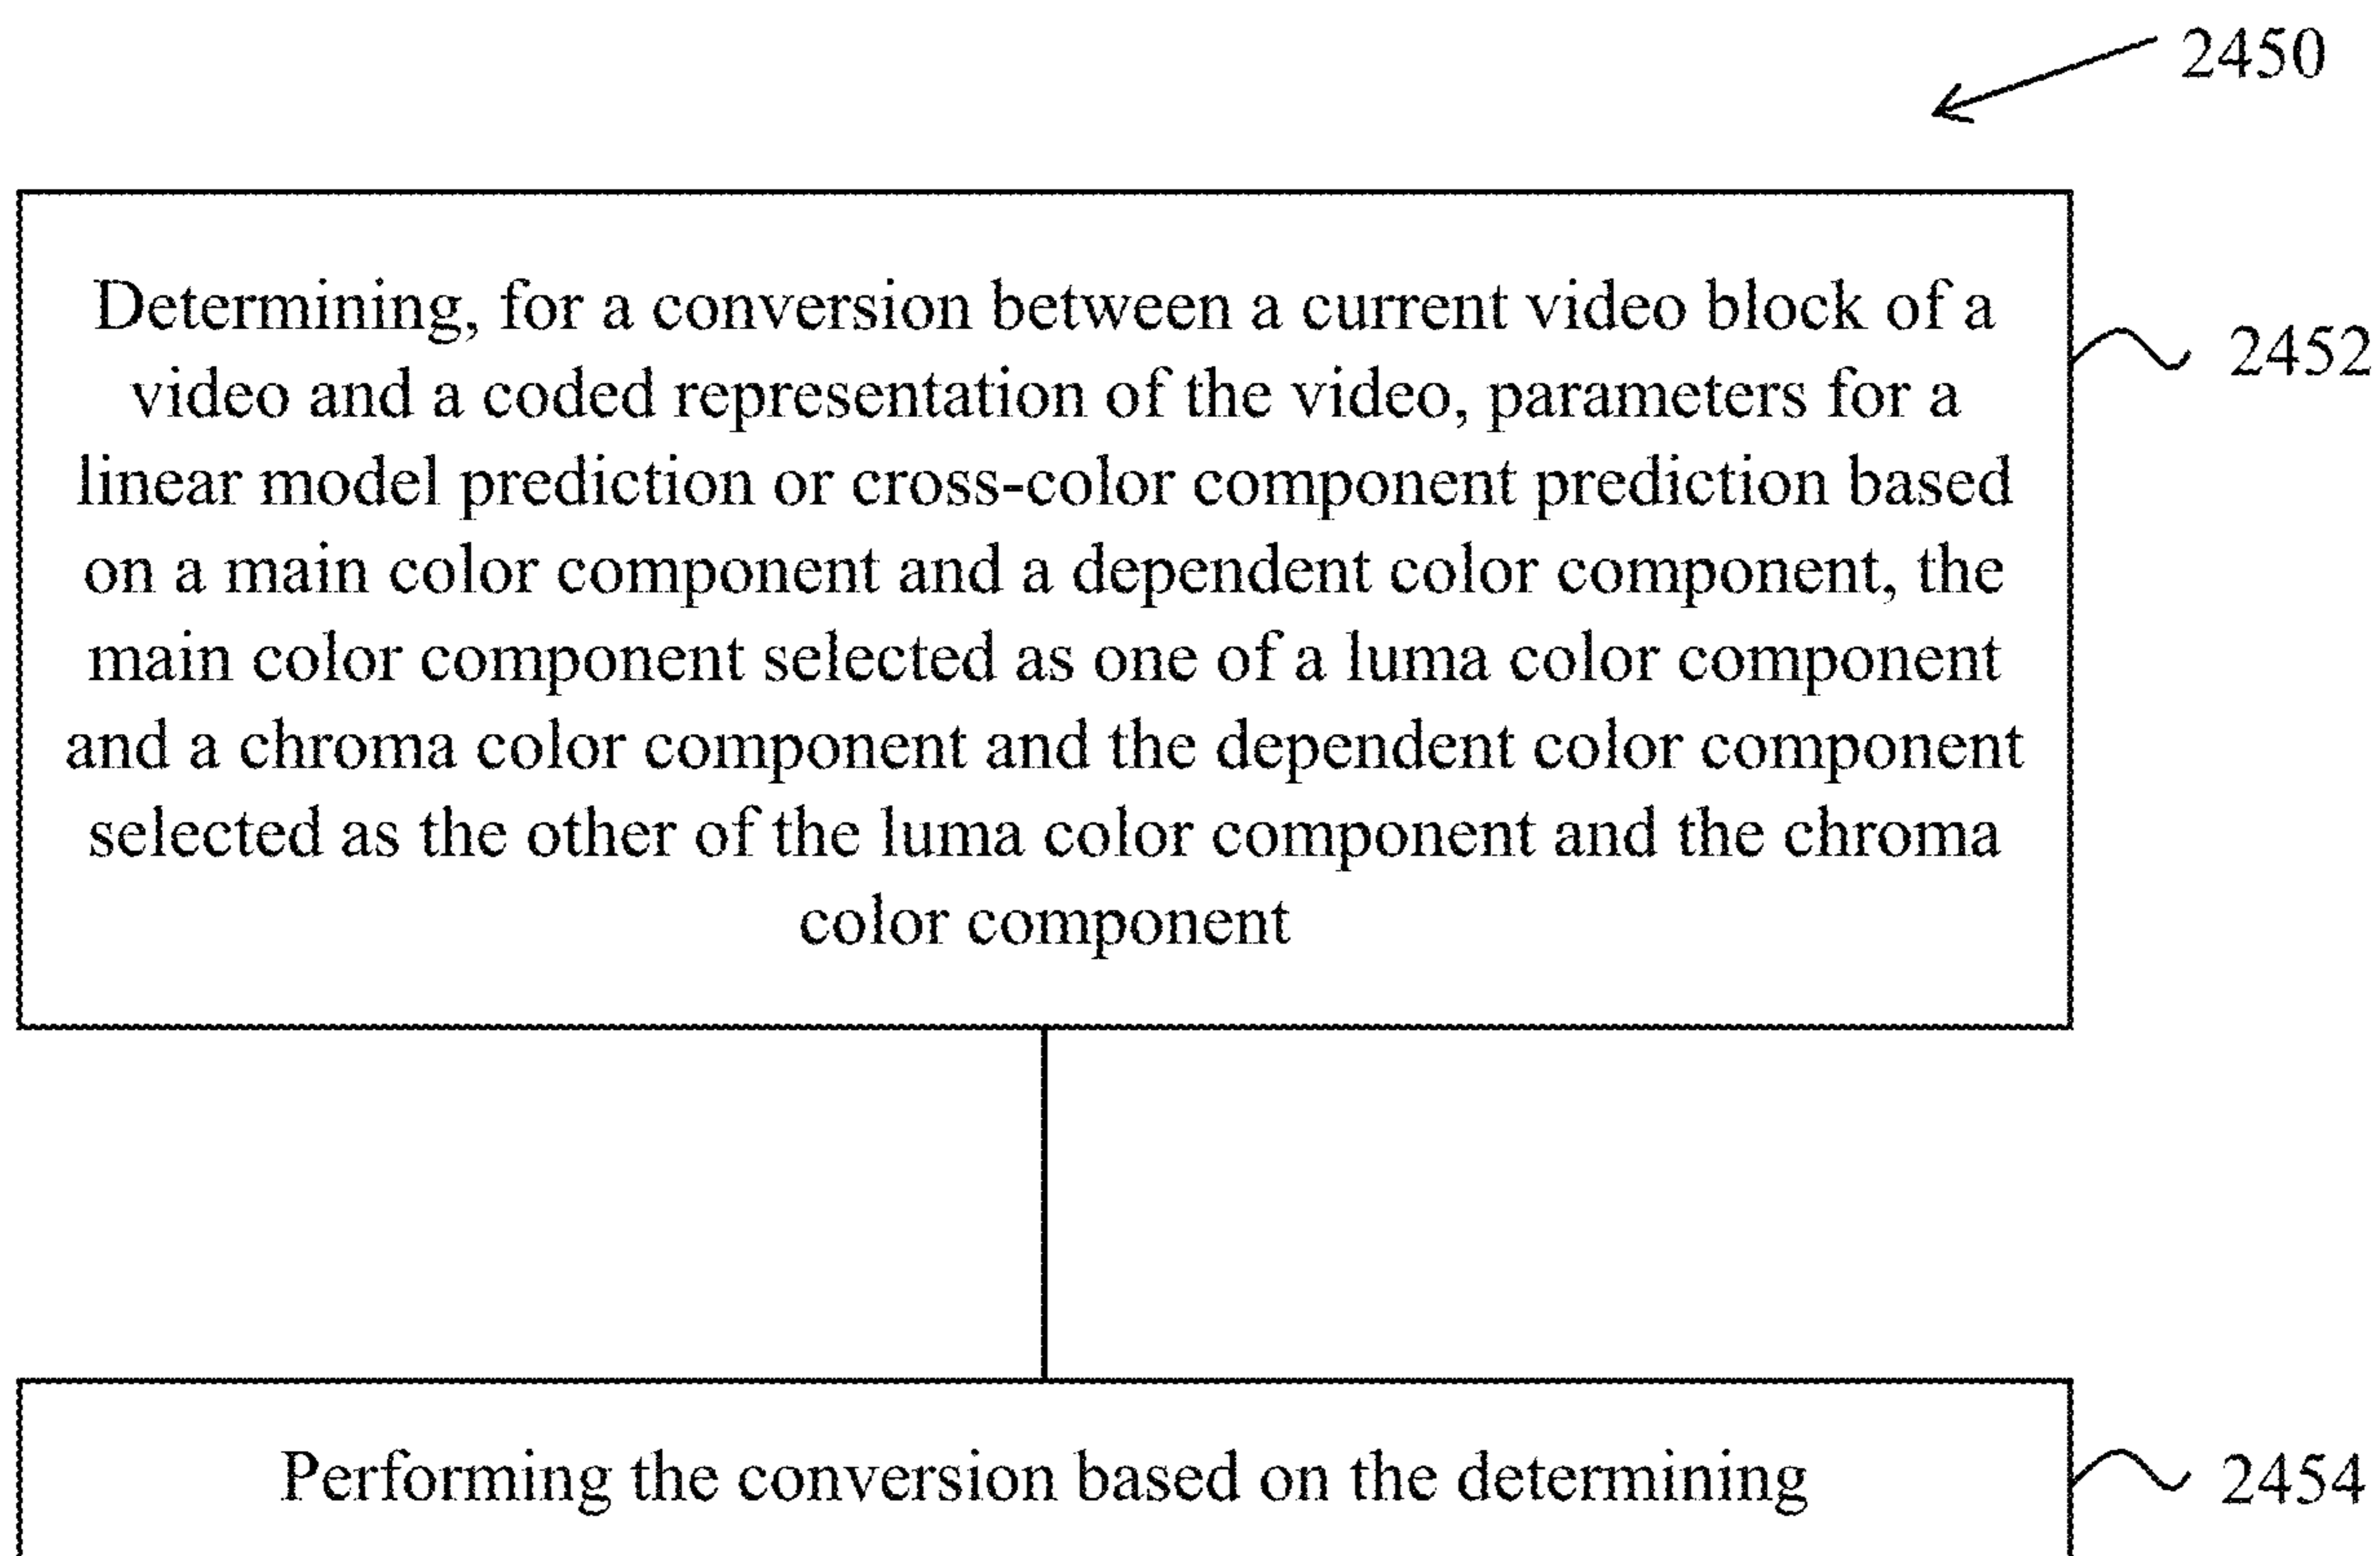 2450
Determining, for a conversion between a current video block of a
video and a coded representation of the video, parameters for a
linear model prediction or cross-color component prediction based
on a main color component and a dependent color component, the
main color component selected as one of a luma color component
and a chroma color component and the dependent color component
selected as the other of the luma color component and the chroma
color component
2452
Performing the conversion based on the determining
2454